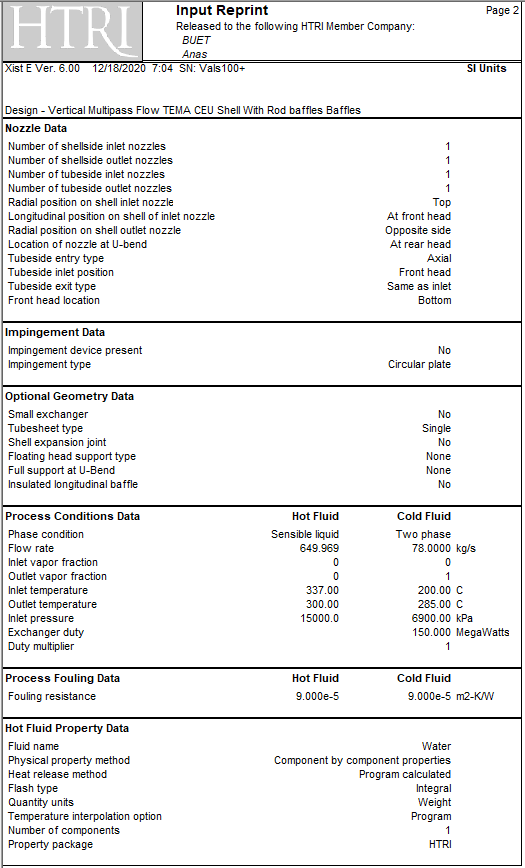 HTRI
Input Reprint Page 2
Released to the following HTRI Member Company:
BUET
Anas
Xist E Ver. 6.00 12/18/2020 7:04 SN: Vals100+ SI Units
Design - Vertical Multipass Flow TEMA CEU Shell With Rod baffles Baffles
Nozzle Data
Number of shellside inlet nozzles 1
Number of shellside outlet nozzles 1
Number of tubeside inlet nozzles 1
Number of tubeside outlet nozzles 1
Radial position on shell inlet nozzle Top
Longitudinal position on shell of inlet nozzle At front head
Radial position on shell outlet nozzle Opposite side
Location of nozzle at U-bend At rear head
Tubeside entry type Axial
Tubeside inlet position Front head
Tubeside exit type Same as inlet
Front head location Bottom
Impingement Data
Impingement device present No
Impingement type Circular plate
Optional Geometry Data
Small exchanger No
Tubesheet type Single
Shell expansion joint No
Floating head support type None
Full support at U-Bend None
Insulated longitudinal baffle No
Process Conditions Data Hot Fluid Cold Fluid
Phase condition Sensible liquid Two phase
Flow rate 649.969 78.0000 kg/s
Inlet vapor fraction 0 0
Outlet vapor fraction 0 1
Inlet temperature 337.00 200.00 C
Outlet temperature 300.00 285.00 C
Inlet pressure 15000.0 6900.00 kPa
Exchanger duty 150.000 MegaWatts
Duty multiplier 1
Process Fouling Data Hot Fluid Cold Fluid
Fouling resistance 9.000e-5 9.000e-5 m2-K/W
Hot Fluid Property Data
Fluid name Water
Physical property method Component by component properties
Heat release method Program calculated
Flash type Integral
Quantity units Weight
Temperature interpolation option Program
Number of components 1
Property package HTRI